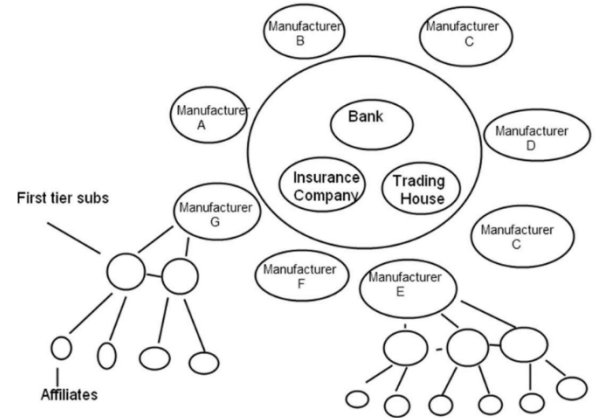 Manufacturer
B
Manufacturer
C
Manufacturer
A
Bank
Manufacturer
D
Insurance
Company
Trading
House
First tier subs
Manufacturer
G
Manufacturer
C
Manufacturer
F
Manufacturer
E
Affiliates